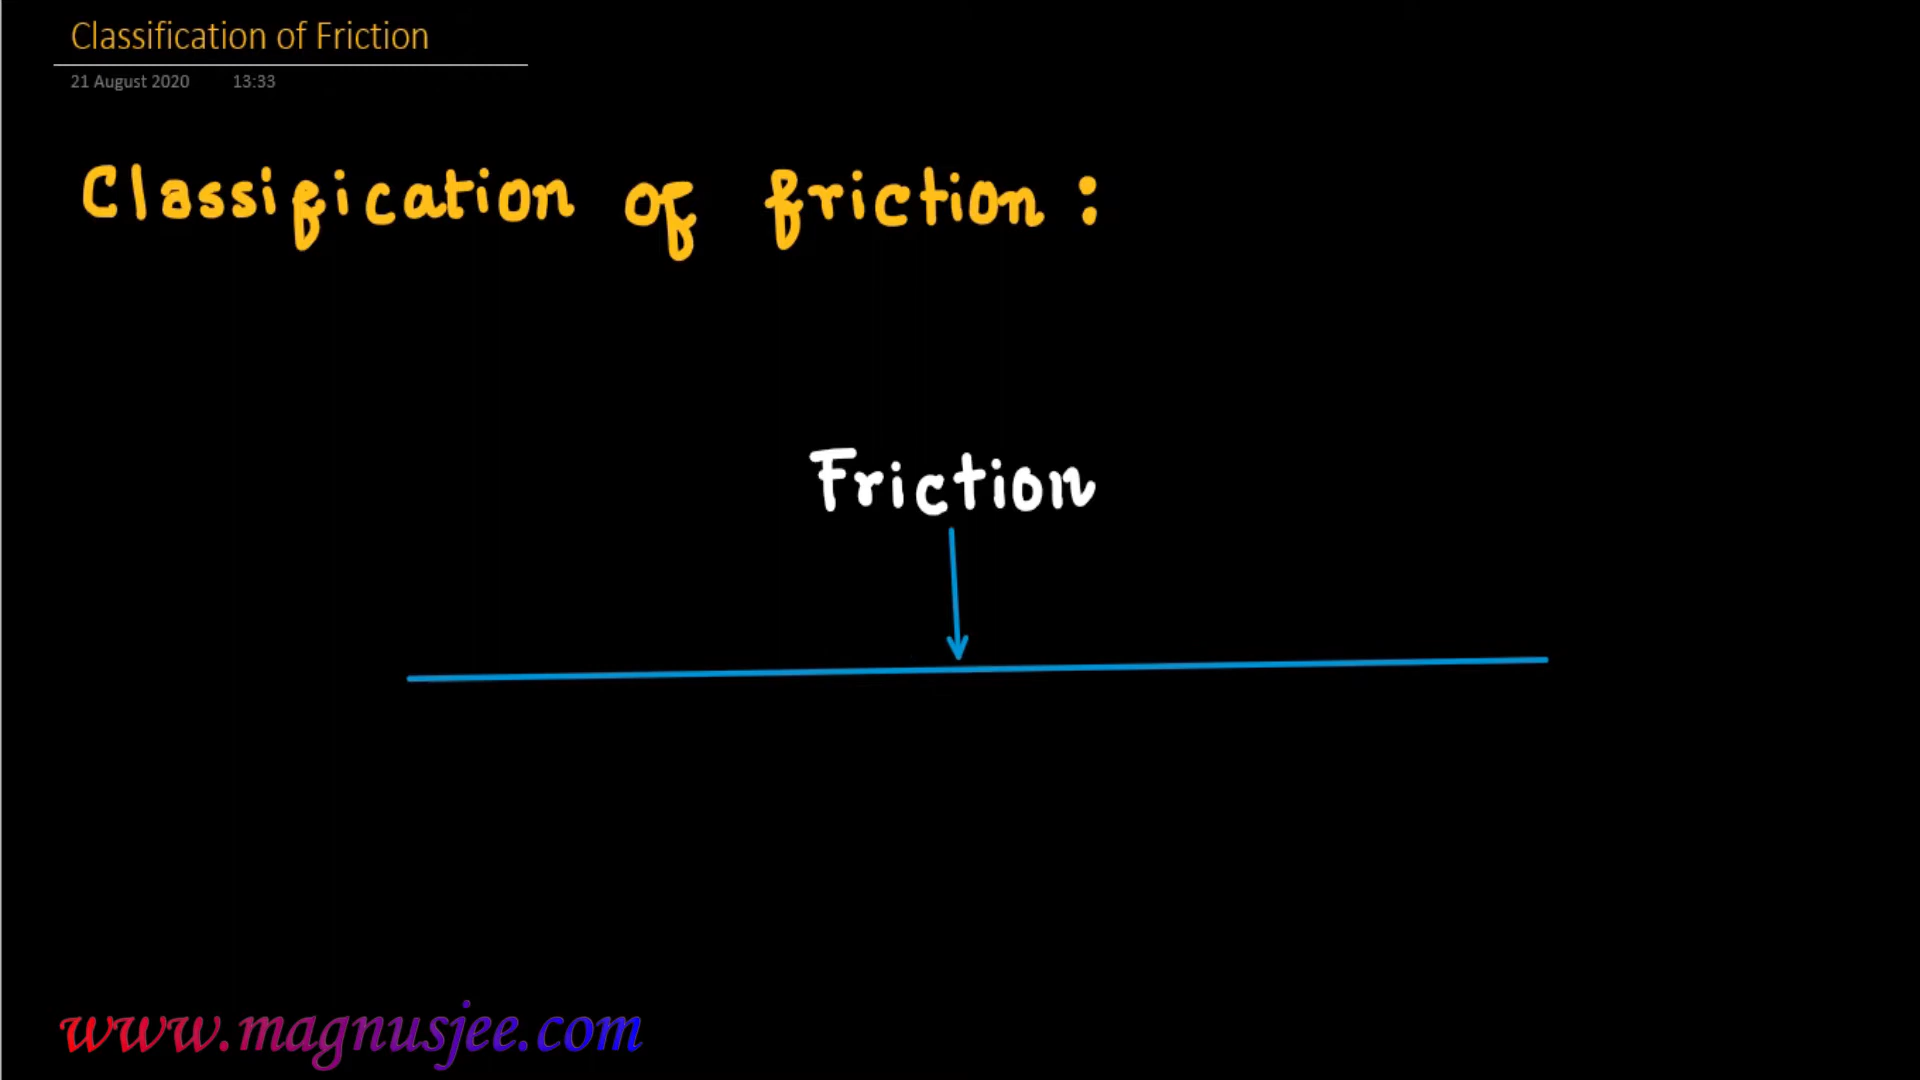 Classification of Friction
21 August 2020 13:33
Classification of friction :
Friction
www.magnusjee.com